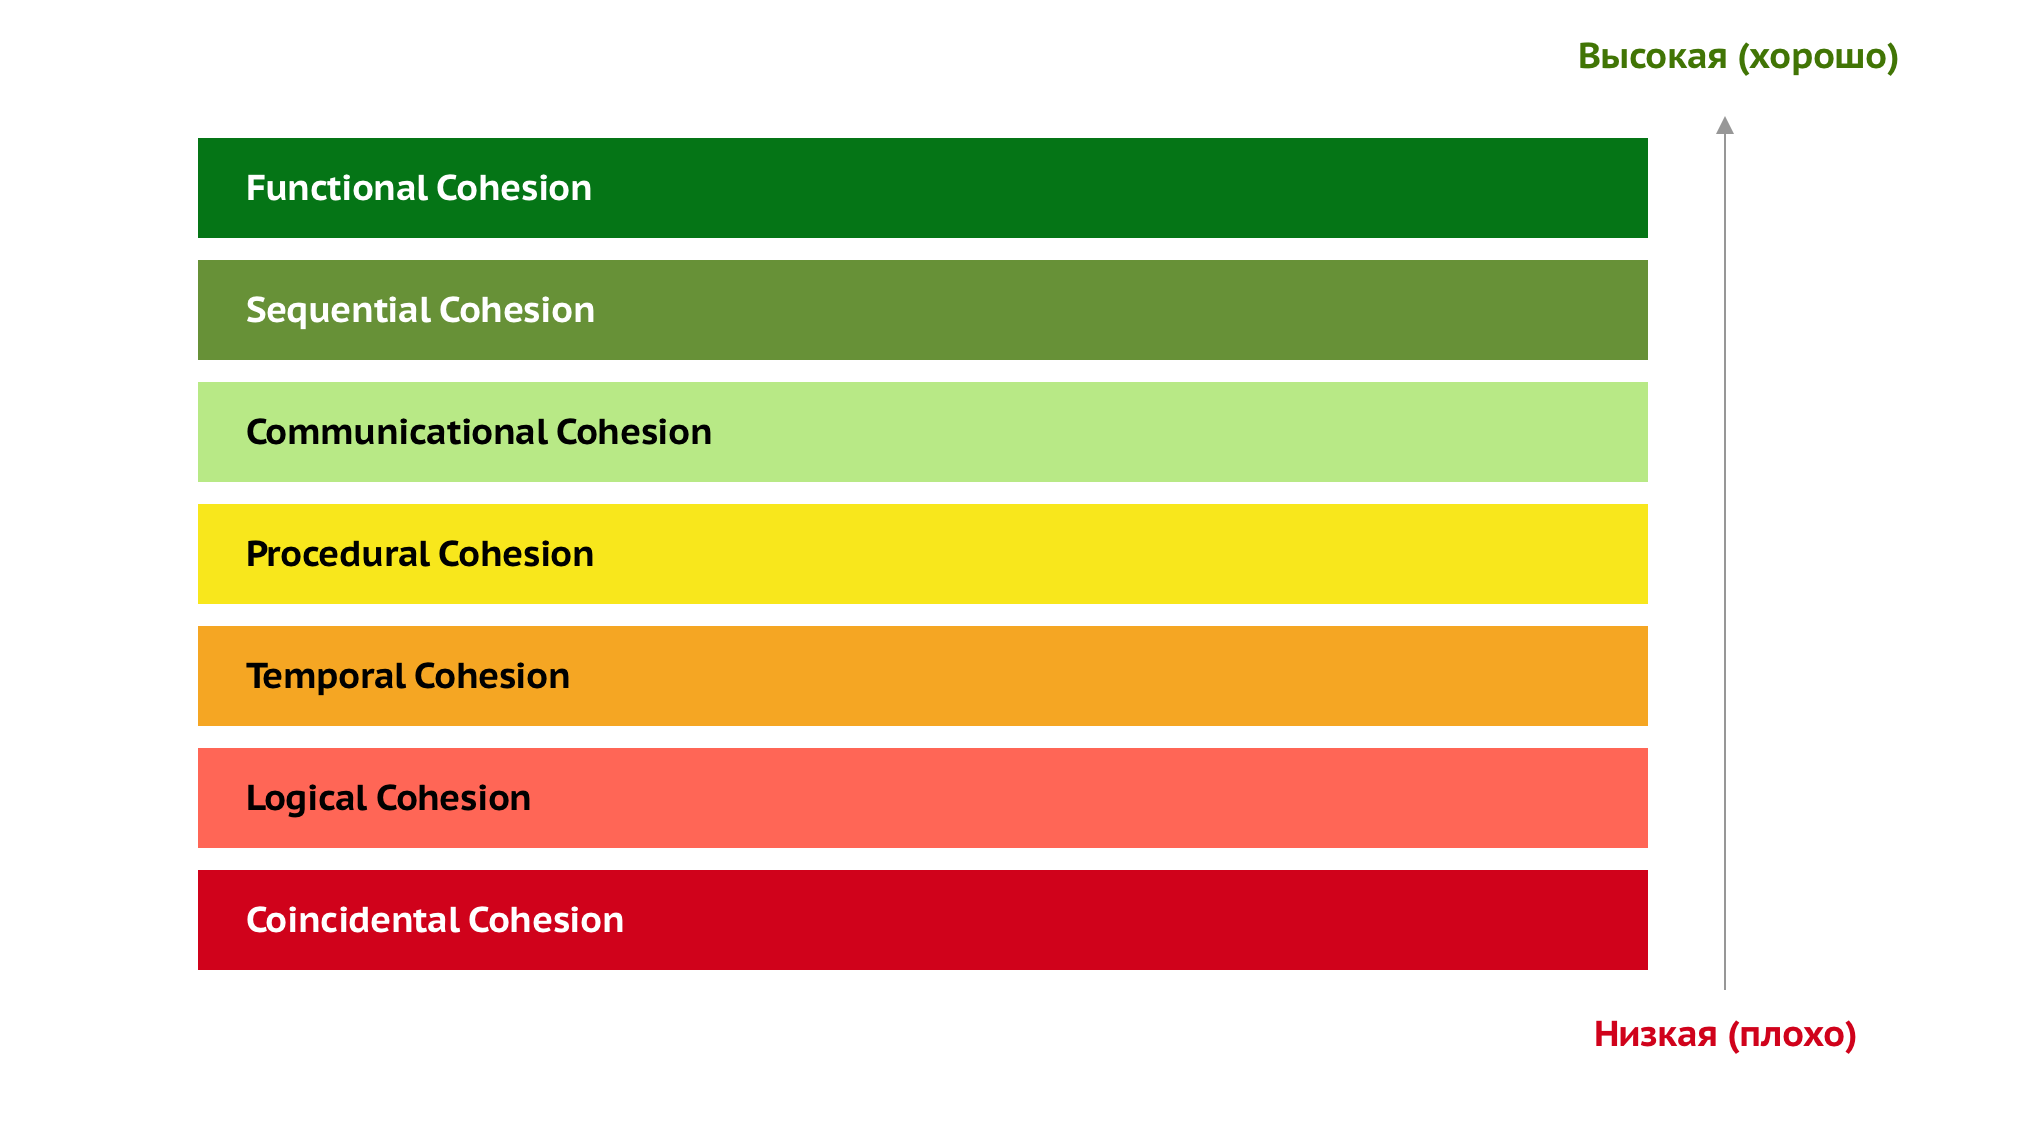 Высокая (хорошо)
Functional Cohesion
Sequential Cohesion
Communicational Cohesion
Procedural Cohesion
Temporal Cohesion
Logical Cohesion
Coincidental Cohesion
Низкая (плохо)